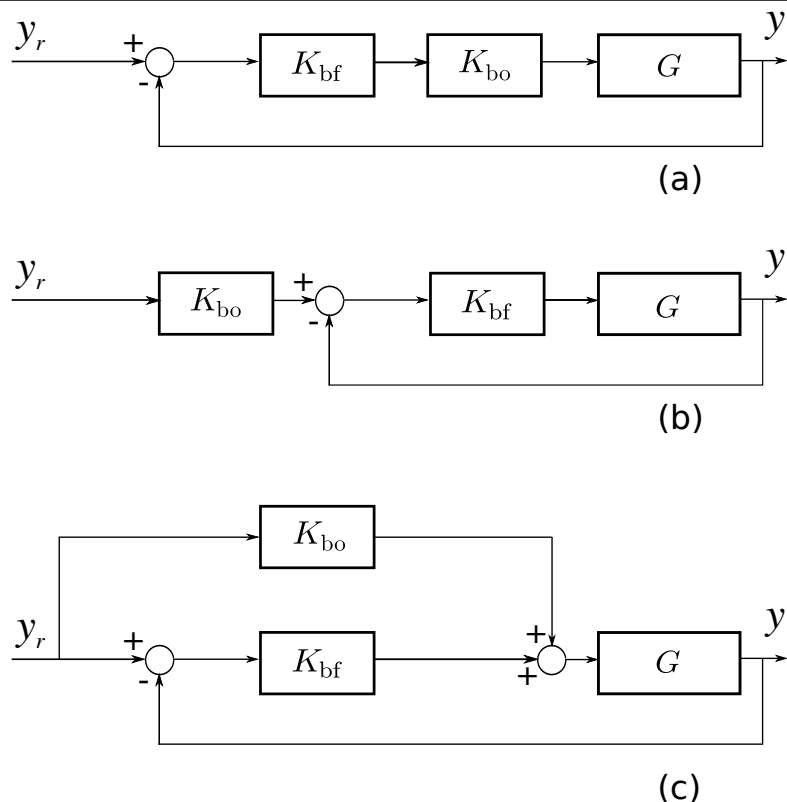 y_r + - K_bf K_bo G y
(a)
y_r K_bo + - K_bf G y
(b)
K_bo
y_r + - K_bf + + G y
(c)